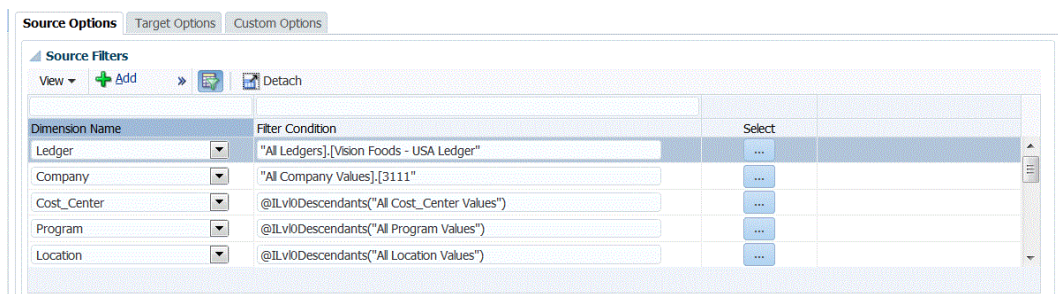 Source Options Target Options Custom Options
Source Filters
View Add » Detach
Dimension Name Filter Condition Select
Ledger "All Ledgers].[Vision Foods - USA Ledger" ...
Company "All Company Values].[3111" ...
Cost_Center @ILvl0Descendants("All Cost_Center Values") ...
Program @ILvl0Descendants("All Program Values") ...
Location @ILvl0Descendants("All Location Values") ...